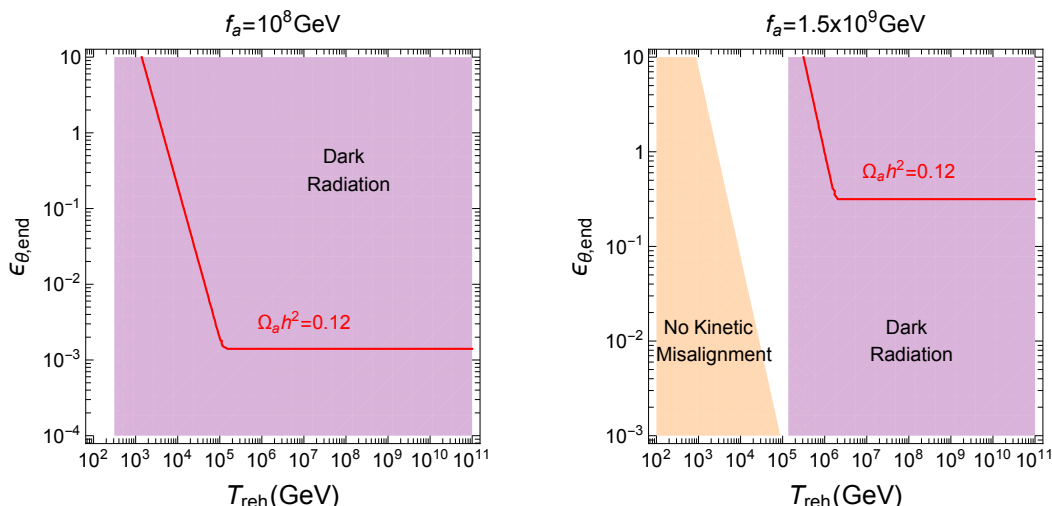 f_a=10^8GeV
10
1
10^-1
10^-2
10^-3
10^-4
ϵ_θ,end
Dark
Radiation
Ω_a h^2=0.12
10^2 10^3 10^4 10^5 10^6 10^7 10^8 10^9 10^10 10^11
T_reh(GeV)
f_a=1.5x10^9GeV
10
1
10^-1
10^-2
10^-3
ϵ_θ,end
Ω_a h^2=0.12
No Kinetic
Misalignment
Dark
Radiation
10^2 10^3 10^4 10^5 10^6 10^7 10^8 10^9 10^10 10^11
T_reh(GeV)